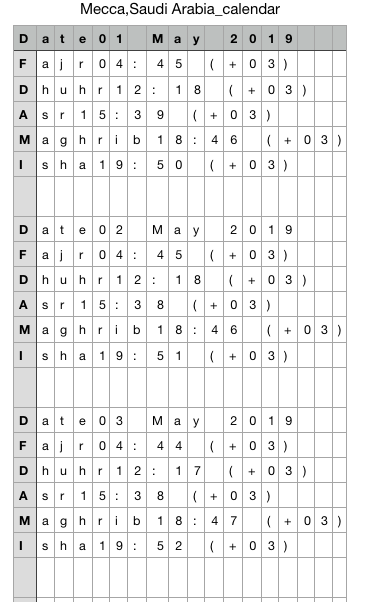 Mecca,Saudi Arabia_calendar
Date01 May 2019
Fajr04:45 (+03)
Dhuhr12:18 (+03)
Asr15:39 (+03)
Maghrib18:46 (+03)
Isha19:50 (+03)
Date02 May 2019
Fajr04:45 (+03)
Dhuhr12:18 (+03)
Asr15:38 (+03)
Maghrib18:46 (+03)
Isha19:51 (+03)
Date03 May 2019
Fajr04:44 (+03)
Dhuhr12:17 (+03)
Asr15:38 (+03)
Maghrib18:47 (+03)
Isha19:52 (+03)